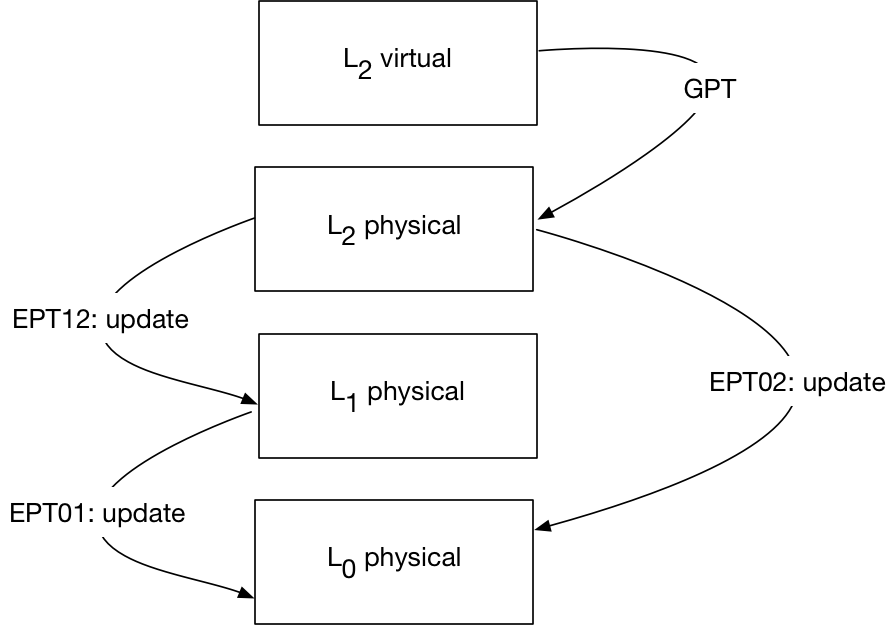 L2 virtual
GPT
L2 physical
EPT12: update
L1 physical
EPT02: update
EPT01: update
L0 physical